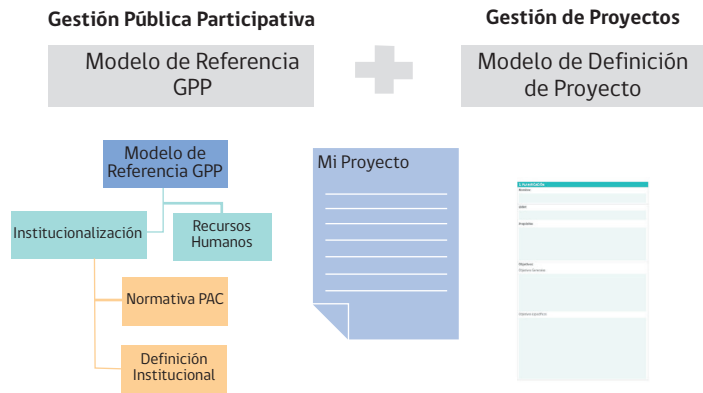 Gestión Pública Participativa
Gestión de Proyectos
Modelo de Referencia
GPP
Modelo de Definición
de Proyecto
Modelo de
Referencia GPP
Institucionalización
Recursos
Humanos
Normativa PAC
Definición
Institucional
Mi Proyecto
Objetivos